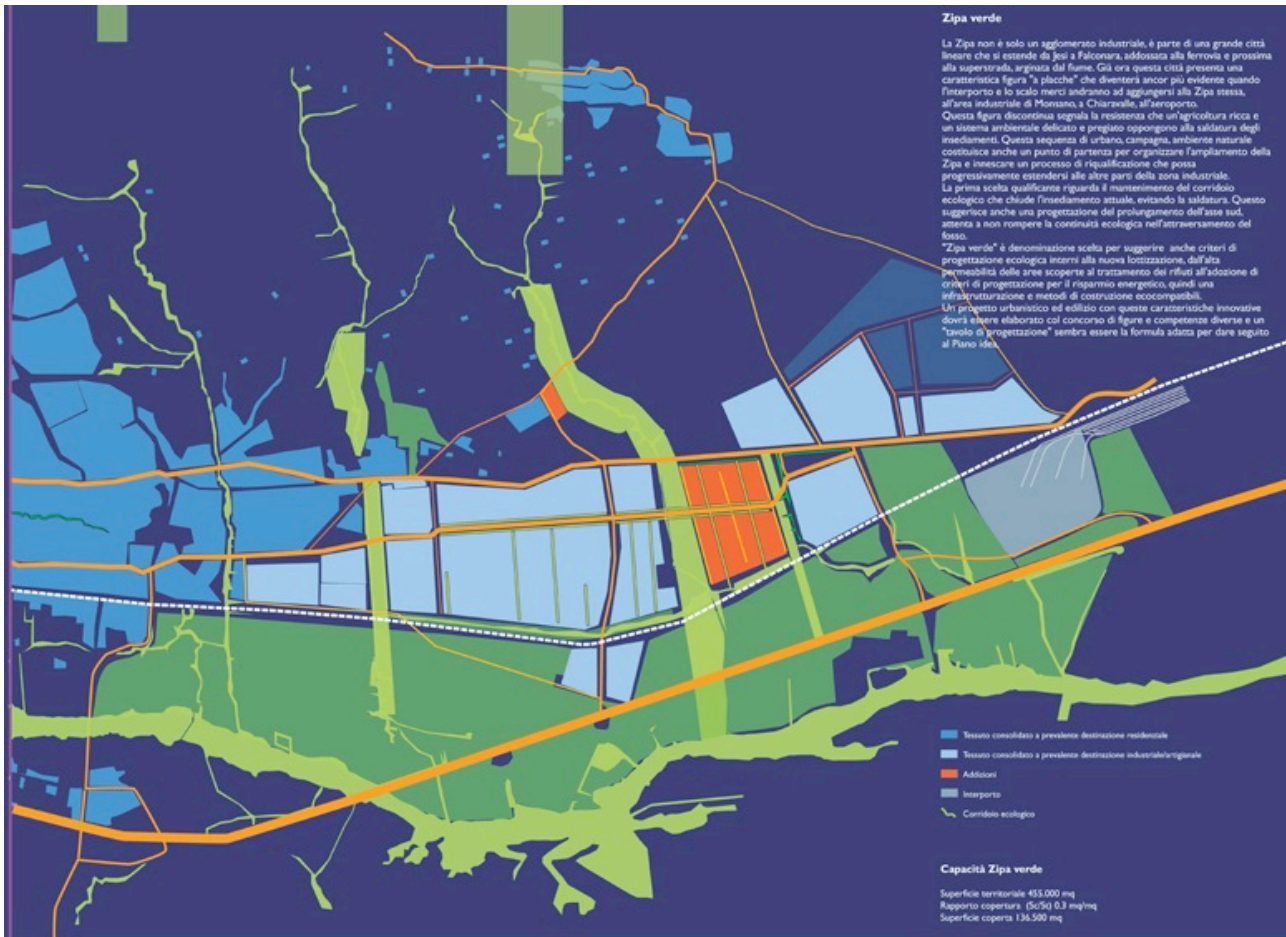 Zipa verde
La Zipa non è solo un agglomerato industriale, è parte di una grande città
lineare che si estende da Jesi a Falconara, addossata alla ferrovia e prossima
alla superstrada, arginata dal fiume. Già ora questa città presenta una
caratteristica figura "a placche" che diventerà ancor più evidente quando
l'interporto e lo scalo merci andranno ad aggiungersi alla Zipa stessa,
all'area industriale di Monsano, a Chiaravalle, all'aeroporto.
Questa figura discontinua segnala la resistenza che un'agricoltura ricca e
un sistema ambientale delicato e pregiato oppongono alla saldatura degli
insediamenti. Questa sequenza di urbano, campagna, ambiente naturale
costituisce anche un punto di partenza per organizzare l'ampliamento della
Zipa e innescare un processo di riqualificazione che possa
progressivamente estendersi alle altre parti della zona industriale.
La prima scelta qualificante riguarda il mantenimento del corridoio
ecologico che chiude l'insediamento attuale, evitando la saldatura. Questo
suggerisce anche una progettazione del prolungamento dell'asse sud,
attenta a non rompere la continuità ecologica nell'attraversamento del
fosso.
"Zipa verde" è denominazione scelta per suggerire anche criteri di
progettazione ecologica interni alla nuova lottizzazione, dall'alta
permeabilità delle aree scoperte al trattamento dei rifiuti all'adozione di
criteri di progettazione per il risparmio energetico, quindi una
infrastrutturazione e metodi di costruzione ecocompatibili.
Un progetto urbanistico ed edilizio con queste caratteristiche innovative
dovrà essere elaborato col concorso di figure e competenze diverse e un
"tavolo di progettazione" sembra essere la formula adatta per dare seguito
al Piano idea.
Tessuto consolidato a prevalente destinazione residenziale
Tessuto consolidato a prevalente destinazione industriale/artigianale
Addizioni
Interporto
Corridoio ecologico
Capacità Zipa verde
Superficie territoriale 455.000 mq
Rapporto copertura (Sc/St) 0.3 mq/mq
Superficie coperta 136.500 mq